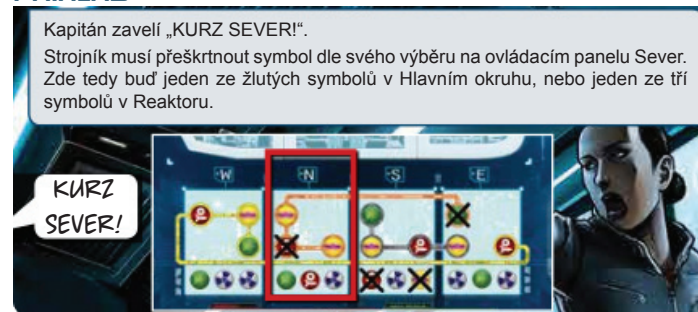 Kapitán zavelí „KURZ SEVER!“.
Strojník musí přeškrtnout symbol dle svého výběru na ovládacím panelu Sever.
Zde tedy buď jeden ze žlutých symbolů v Hlavním okruhu, nebo jeden ze tří
symbolů v Reaktoru.
W N S E
KURZ
SEVER!